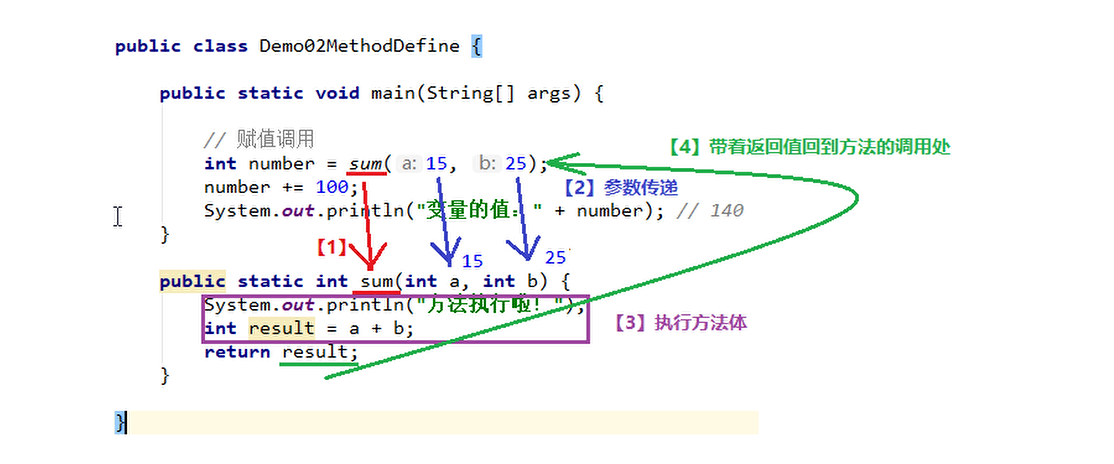 public class Demo02MethodDefine {
public static void main(String[] args) {
// 赋值调用
int number = sum( a: 15, b: 25);
【4】带着返回值回到方法的调用处
number += 100;
【2】参数传递
System.out.println("变量的值：" + number); // 140
}
【1】
15
25
public static int sum(int a, int b) {
System.out.println("方法执行啦！");
int result = a + b;
【3】执行方法体
return result;
}
}